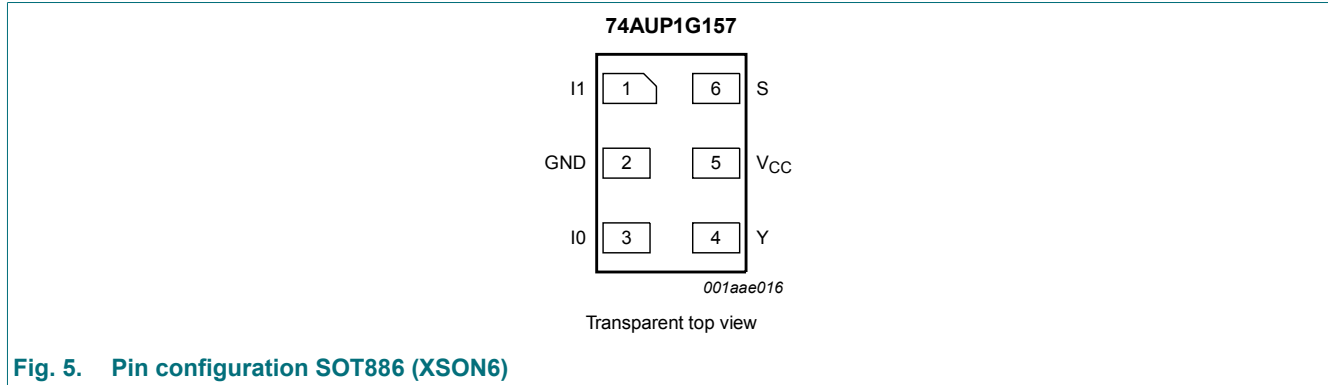 74AUP1G157
I1 1 6 S
GND 2 5 VCC
I0 3 4 Y
001aae016
Transparent top view
Fig. 5. Pin configuration SOT886 (XSON6)